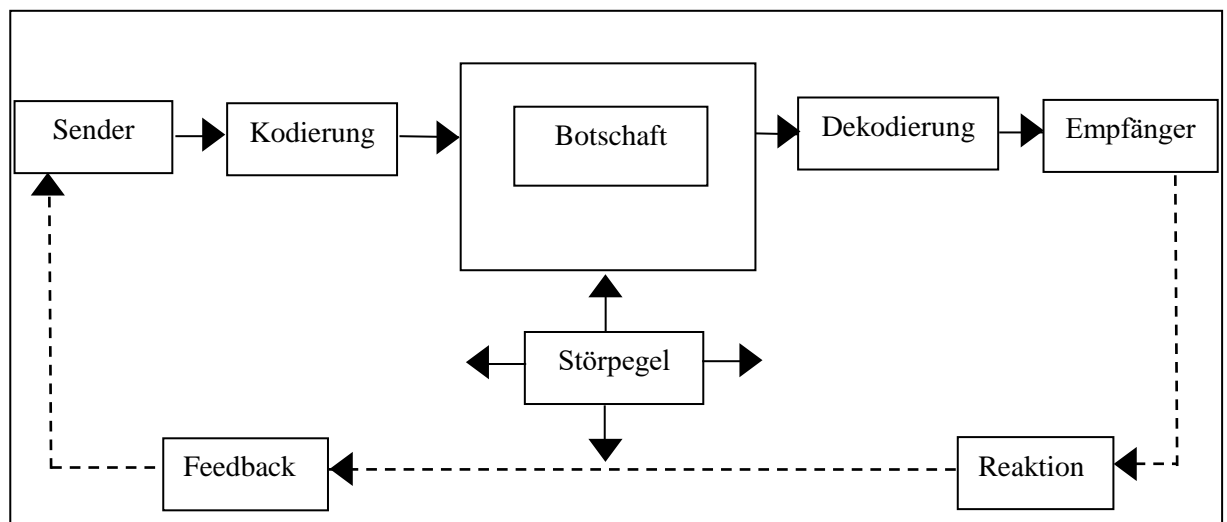 Sender
Kodierung
Botschaft
Dekodierung
Empfänger
Störpegel
Feedback
Reaktion